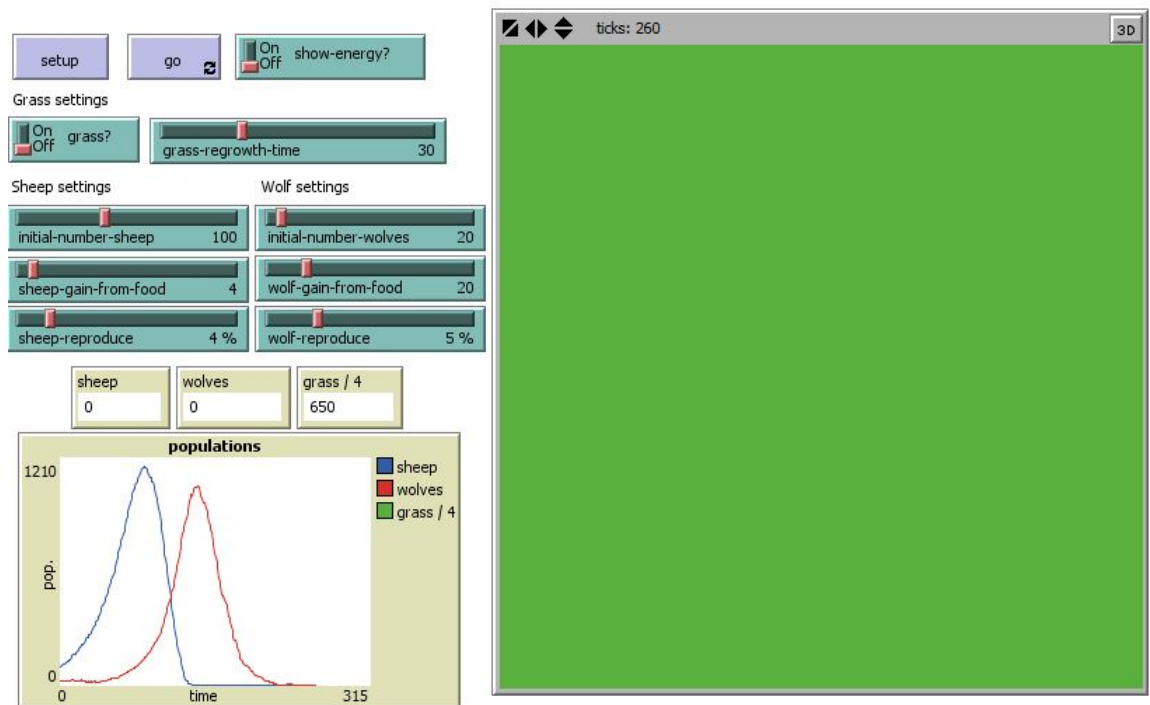 ticks: 260
3D
setup
go
On
Off
show-energy?
Grass settings
On
Off
grass?
grass-regrowth-time 30
Sheep settings
Wolf settings
initial-number-sheep 100
initial-number-wolves 20
sheep-gain-from-food 4
wolf-gain-from-food 20
sheep-reproduce 4 %
wolf-reproduce 5 %
sheep
0
wolves
0
grass / 4
650
populations
1210
pop.
0
0
time
315
sheep
wolves
grass / 4